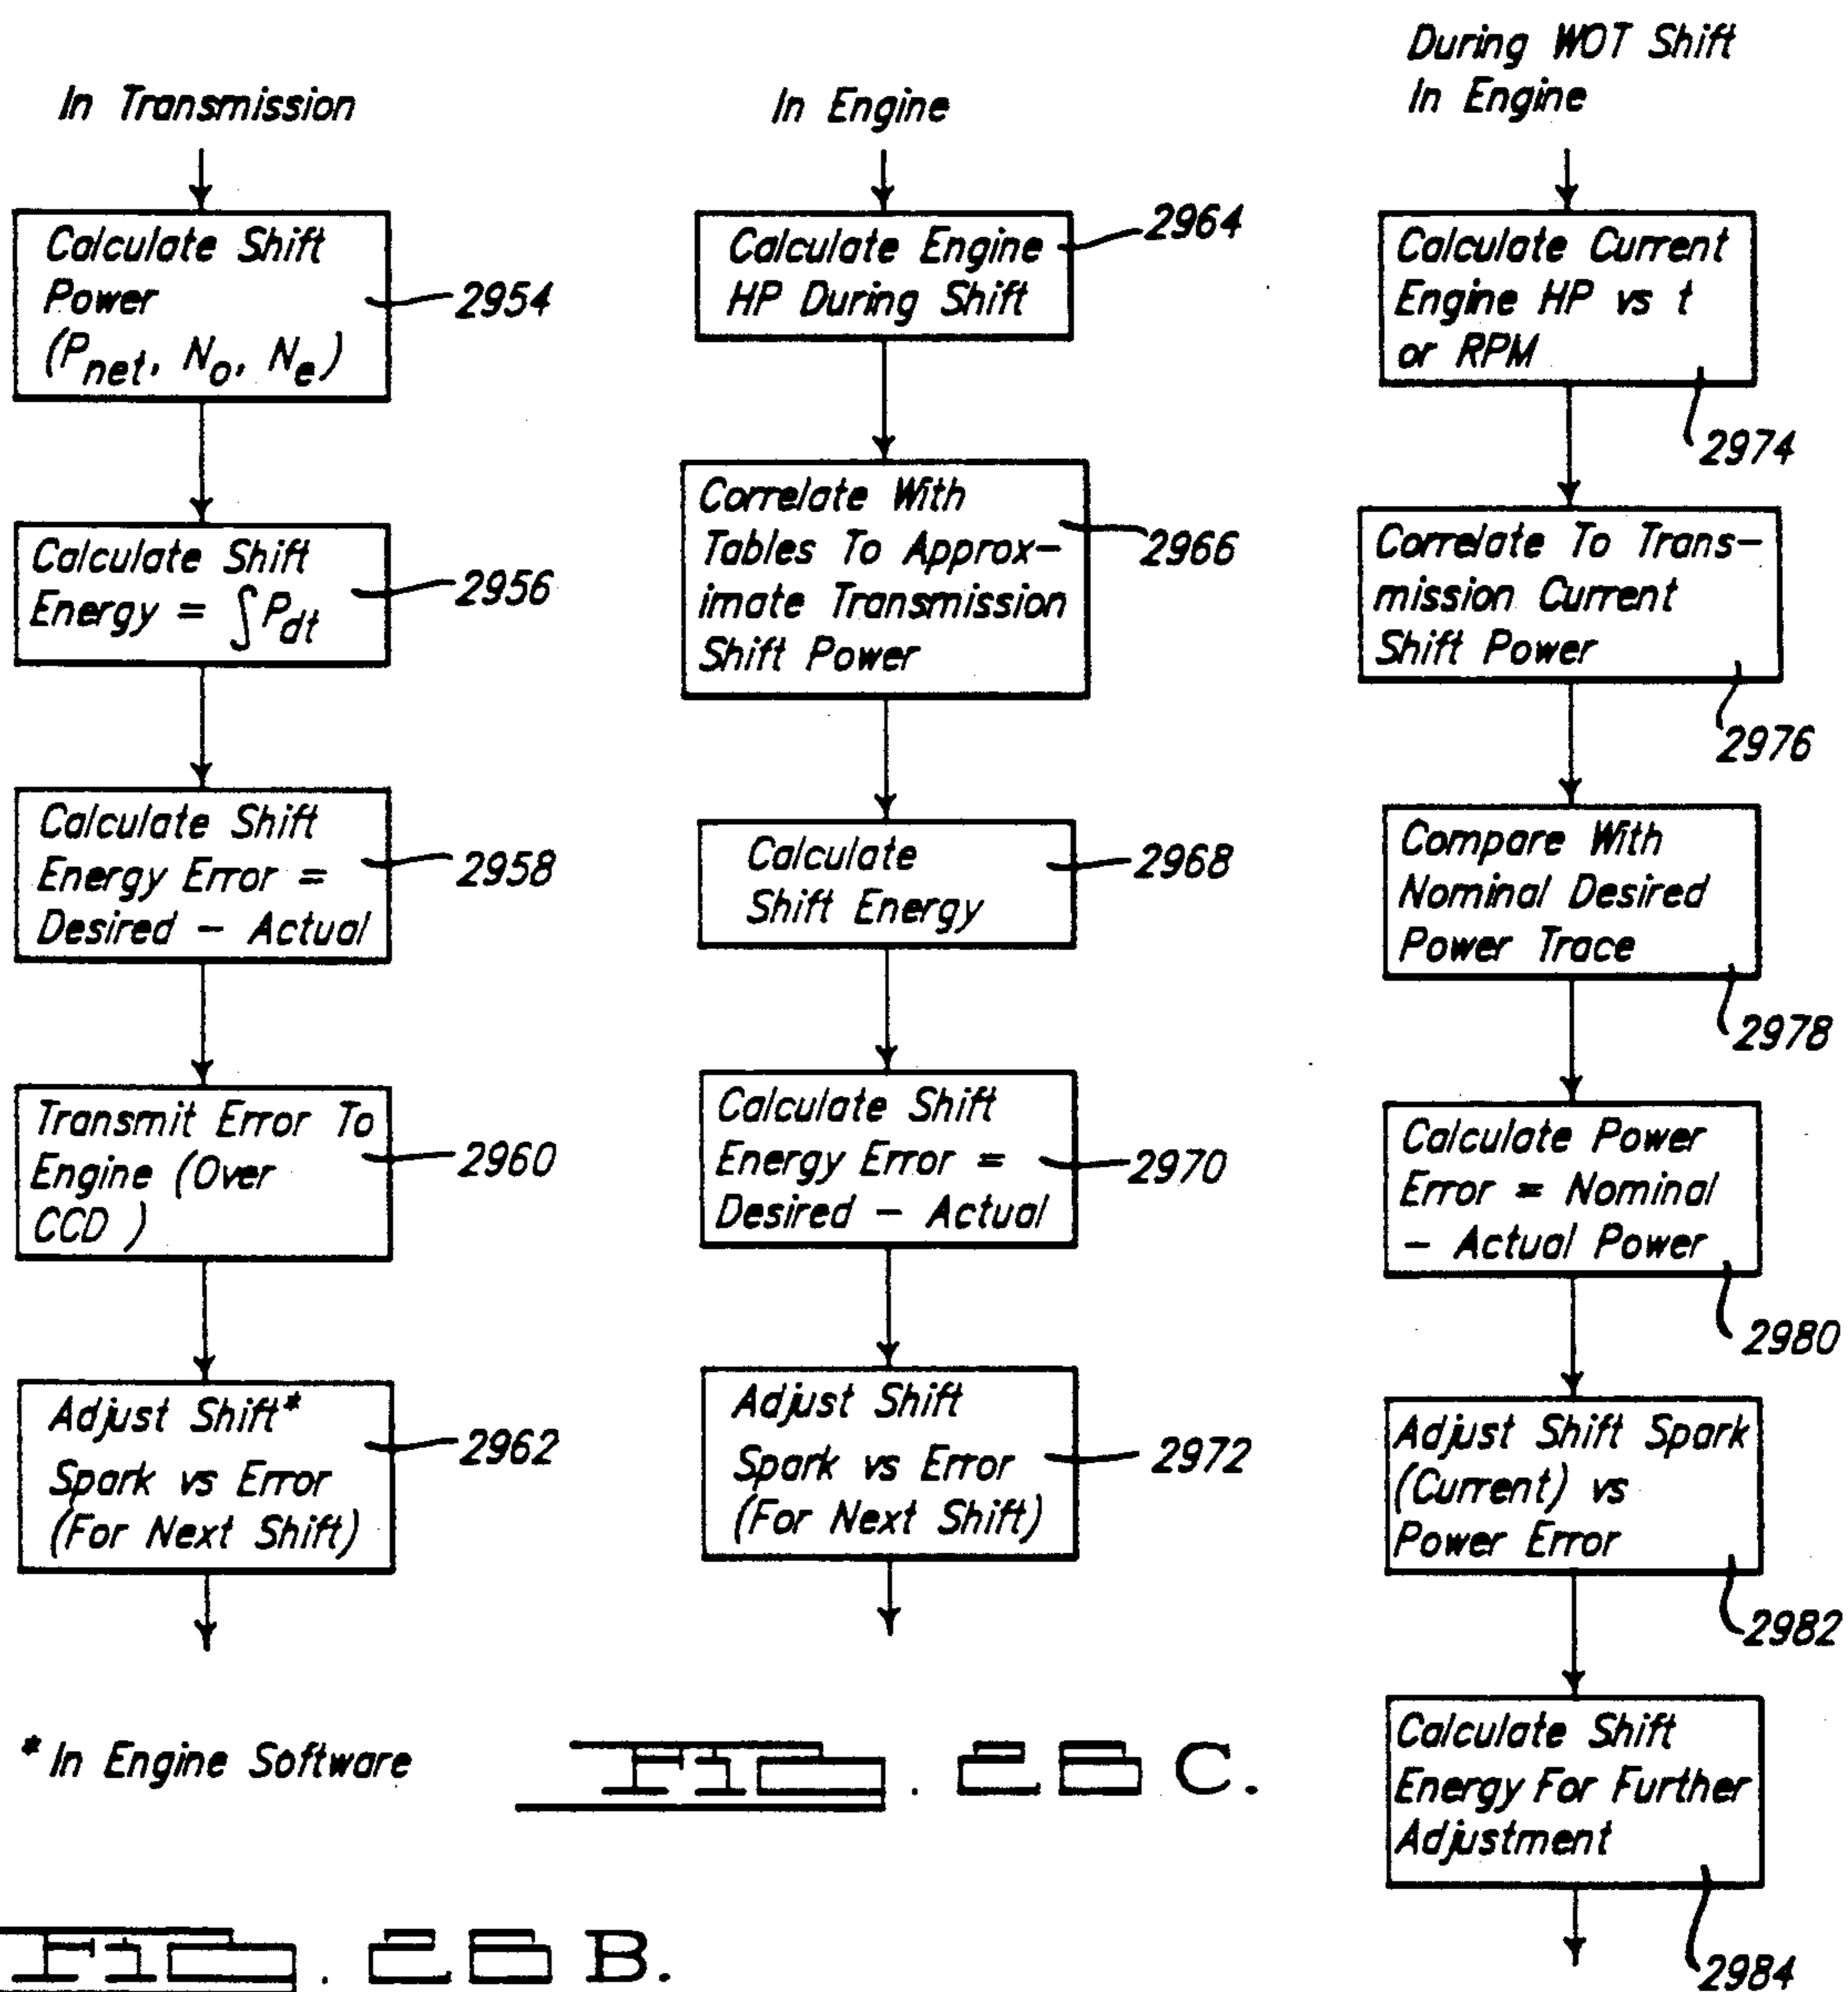 In Transmission
Calculate Shift
Power
(Pnet, No, Ne)
2954
Calculate Shift
Energy = ∫Pdt
2956
Calculate Shift
Energy Error =
Desired – Actual
2958
Transmit Error To
Engine (Over
CCD )
2960
Adjust Shift*
Spark vs Error
(For Next Shift)
2962
* In Engine Software
In Engine
Calculate Engine
HP During Shift
2964
Correlate With
Tables To Approx-
imate Transmission
Shift Power
2966
Calculate
Shift Energy
2968
Calculate Shift
Energy Error =
Desired – Actual
2970
Adjust Shift
Spark vs Error
(For Next Shift)
2972
During WOT Shift
In Engine
Calculate Current
Engine HP vs t
or RPM
2974
Correlate To Trans-
mission Current
Shift Power
2976
Compare With
Nominal Desired
Power Trace
2978
Calculate Power
Error = Nominal
– Actual Power
2980
Adjust Shift Spark
(Current) vs
Power Error
2982
Calculate Shift
Energy For Further
Adjustment
2984
C.
B.